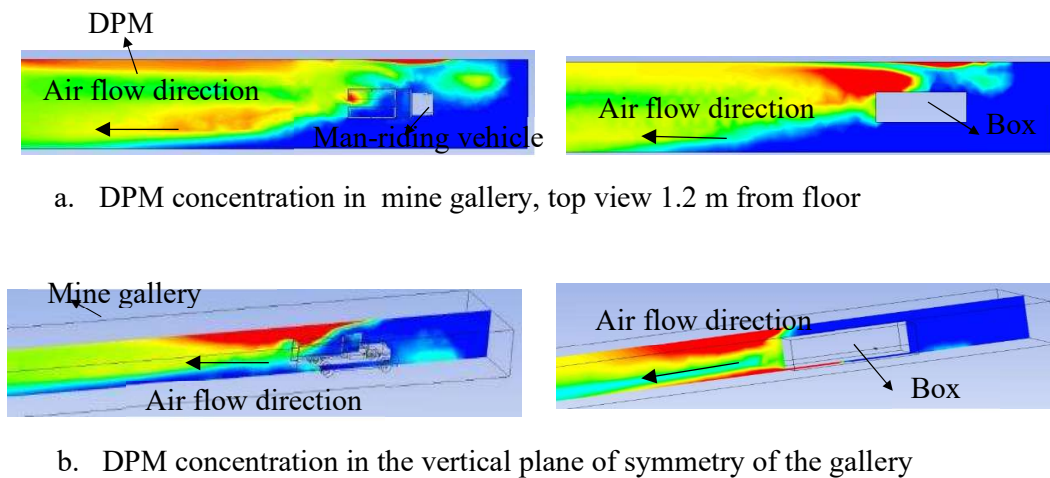 DPM
Air flow direction
Man-riding vehicle
Air flow direction
Box
a. DPM concentration in mine gallery, top view 1.2 m from floor
Mine gallery
Air flow direction
Air flow direction
Box
b. DPM concentration in the vertical plane of symmetry of the gallery